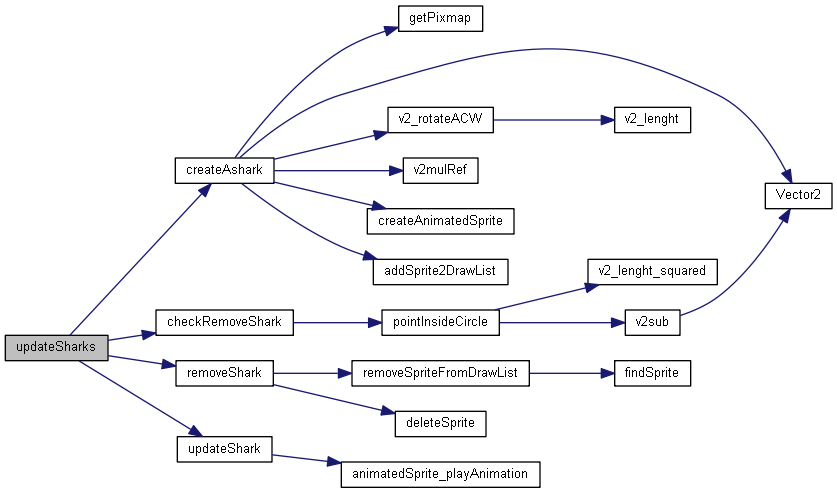 getPixmap
v2_rotateACW
v2_lenght
createAshark
v2mulRef
Vector2
createAnimatedSprite
addSprite2DrawList
v2_lenght_squared
checkRemoveShark
pointInsideCircle
v2sub
updateSharks
removeShark
removeSpriteFromDrawList
findSprite
deleteSprite
updateShark
animatedSprite_playAnimation